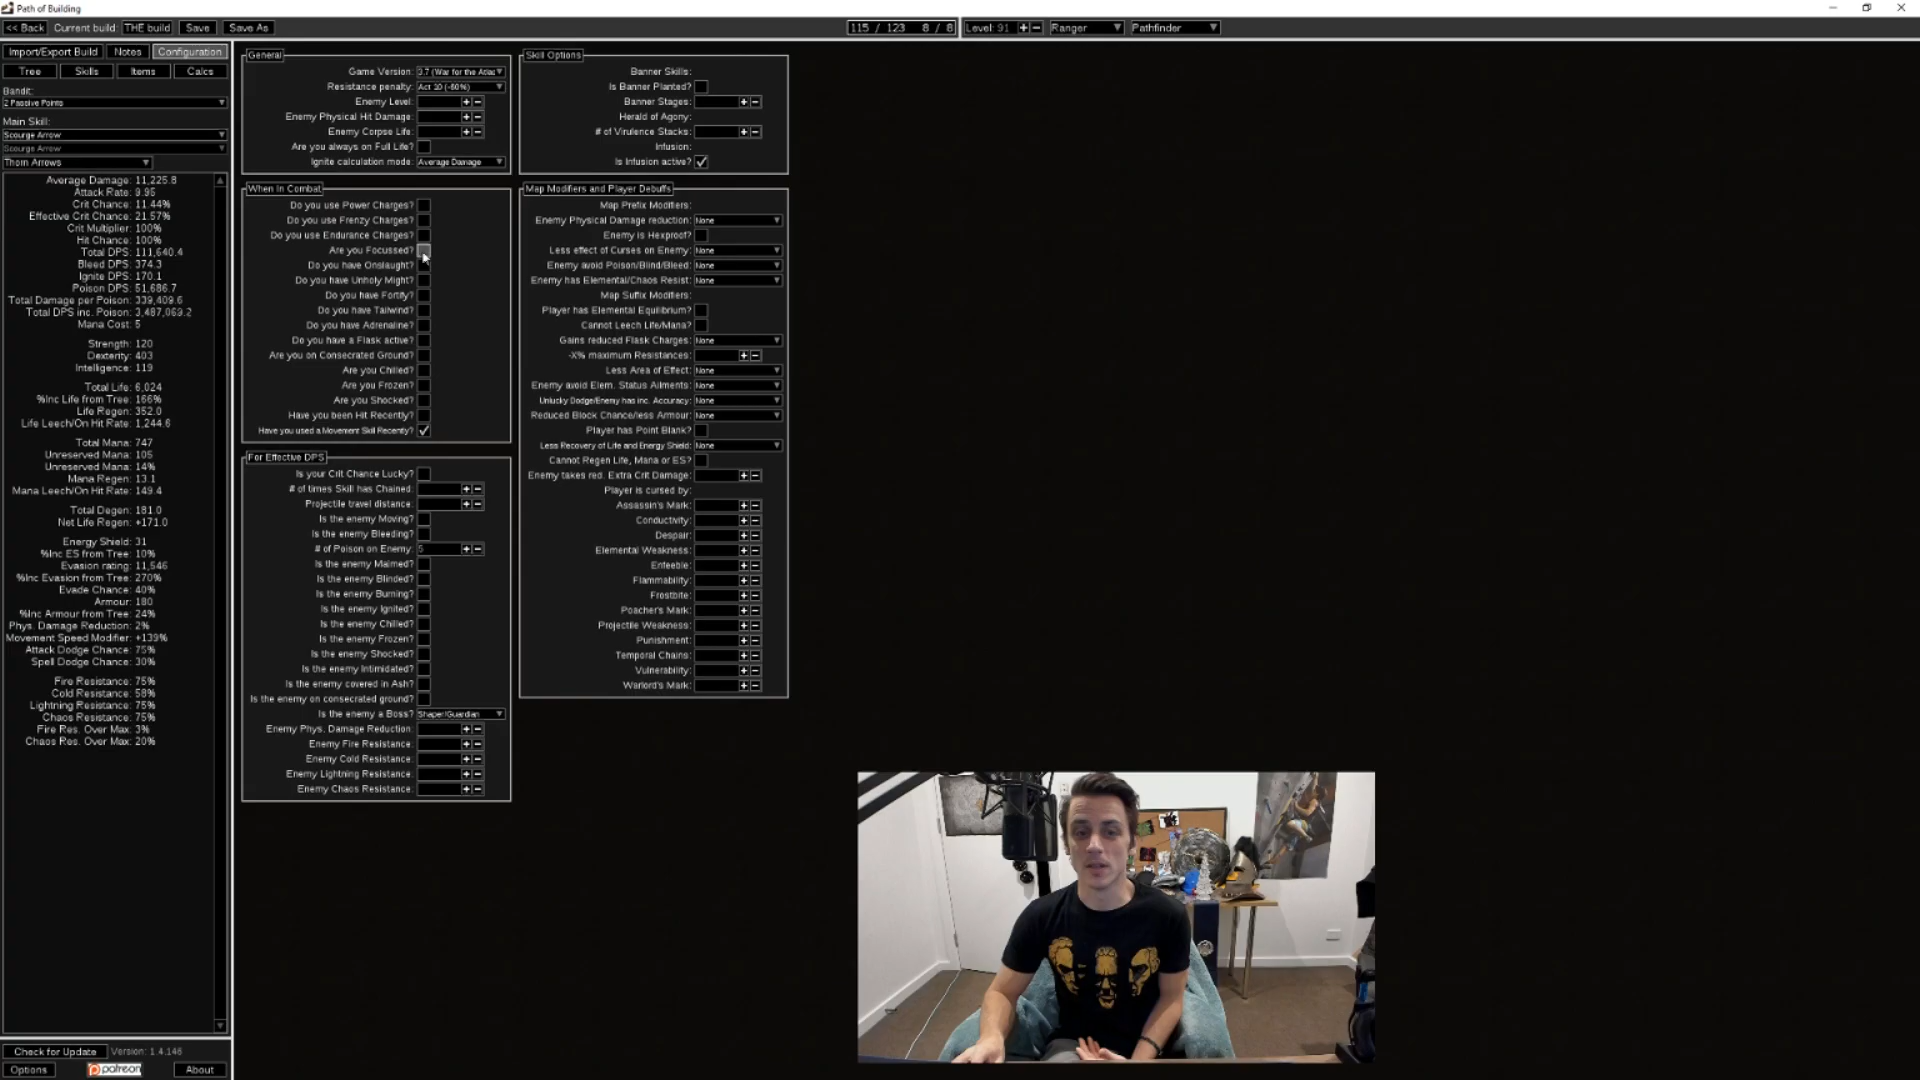 Path of Building
<< Back Current build: THE build Save Save As 115 / 123 8 / 8 Level: 91 + - Ranger Pathfinder
Import/Export Build Notes Configuration
Tree Skills Items Calcs
Bandit:
2 Passive Points
Main Skill:
Scourge Arrow
Scourge Arrow
Thorn Arrows
Average Damage: 11,225.8
Attack Rate: 9.95
Crit Chance: 11.44%
Effective Crit Chance: 21.57%
Crit Multiplier: 100%
Hit Chance: 100%
Total DPS: 111,640.4
Bleed DPS: 374.3
Ignite DPS: 170.1
Poison DPS: 51,686.7
Total Damage per Poison: 339,409.6
Total DPS inc. Poison: 3,487,069.2
Mana Cost: 5
Strength: 120
Dexterity: 403
Intelligence: 119
Total Life: 6,024
%Inc Life from Tree: 166%
Life Regen: 352.0
Life Leech/On Hit Rate: 1,244.6
Total Mana: 747
Unreserved Mana: 105
Unreserved Mana: 14%
Mana Regen: 13.1
Mana Leech/On Hit Rate: 149.4
Total Degen: 181.0
Net Life Regen: +171.0
Energy Shield: 31
%Inc ES from Tree: 10%
Evasion rating: 11,546
%Inc Evasion from Tree: 270%
Evade Chance: 40%
Armour: 180
%Inc Armour from Tree: 24%
Phys. Damage Reduction: 2%
Movement Speed Modifier: +139%
Attack Dodge Chance: 75%
Spell Dodge Chance: 30%
Fire Resistance: 75%
Cold Resistance: 58%
Lightning Resistance: 75%
Chaos Resistance: 75%
Fire Res. Over Max: 3%
Chaos Res. Over Max: 20%
Check for Update Version: 1.4.146
Options patreon About
General
Game Version: 3.7 (War for the Atlas
Resistance penalty: Act 10 (-60%)
Enemy Level: + -
Enemy Physical Hit Damage: + -
Enemy Corpse Life: + -
Are you always on Full Life?
Ignite calculation mode: Average Damage
When In Combat
Do you use Power Charges?
Do you use Frenzy Charges?
Do you use Endurance Charges?
Are you Focussed?
Do you have Onslaught?
Do you have Unholy Might?
Do you have Fortify?
Do you have Tailwind?
Do you have Adrenaline?
Do you have a Flask active?
Are you on Consecrated Ground?
Are you Chilled?
Are you Frozen?
Are you Shocked?
Have you been Hit Recently?
Have you used a Movement Skill Recently?
For Effective DPS
Is your Crit Chance Lucky?
# of times Skill has Chained: + -
Projectile travel distance: + -
Is the enemy Moving?
Is the enemy Bleeding?
# of Poison on Enemy: 5 + -
Is the enemy Maimed?
Is the enemy Blinded?
Is the enemy Burning?
Is the enemy Ignited?
Is the enemy Chilled?
Is the enemy Frozen?
Is the enemy Shocked?
Is the enemy Intimidated?
Is the enemy covered in Ash?
Is the enemy on consecrated ground?
Is the enemy a Boss? Shaper/Guardian
Enemy Phys. Damage Reduction: + -
Enemy Fire Resistance: + -
Enemy Cold Resistance: + -
Enemy Lightning Resistance: + -
Enemy Chaos Resistance: + -
Skill Options
Banner Skills:
Is Banner Planted?
Banner Stages: + -
Herald of Agony:
# of Virulence Stacks: + -
Infusion:
Is Infusion active?
Map Modifiers and Player Debuffs
Map Prefix Modifiers:
Enemy Physical Damage reduction: None
Enemy is Hexproof?
Less effect of Curses on Enemy: None
Enemy avoid Poison/Blind/Bleed: None
Enemy has Elemental/Chaos Resist: None
Map Suffix Modifiers:
Player has Elemental Equilibrium?
Cannot Leech Life/Mana?
Gains reduced Flask Charges: None
-X% maximum Resistances: + -
Less Area of Effect: None
Enemy avoid Elem. Status Ailments: None
Unlucky Dodge/Enemy has inc. Accuracy: None
Reduced Block Chance/less Armour: None
Player has Point Blank?
Less Recovery of Life and Energy Shield: None
Cannot Regen Life, Mana or ES?
Enemy takes red. Extra Crit Damage: + -
Player is cursed by:
Assassin's Mark: + -
Conductivity: + -
Despair: + -
Elemental Weakness: + -
Enfeeble: + -
Flammability: + -
Frostbite: + -
Poacher's Mark: + -
Projectile Weakness: + -
Punishment: + -
Temporal Chains: + -
Vulnerability: + -
Warlord's Mark: + -